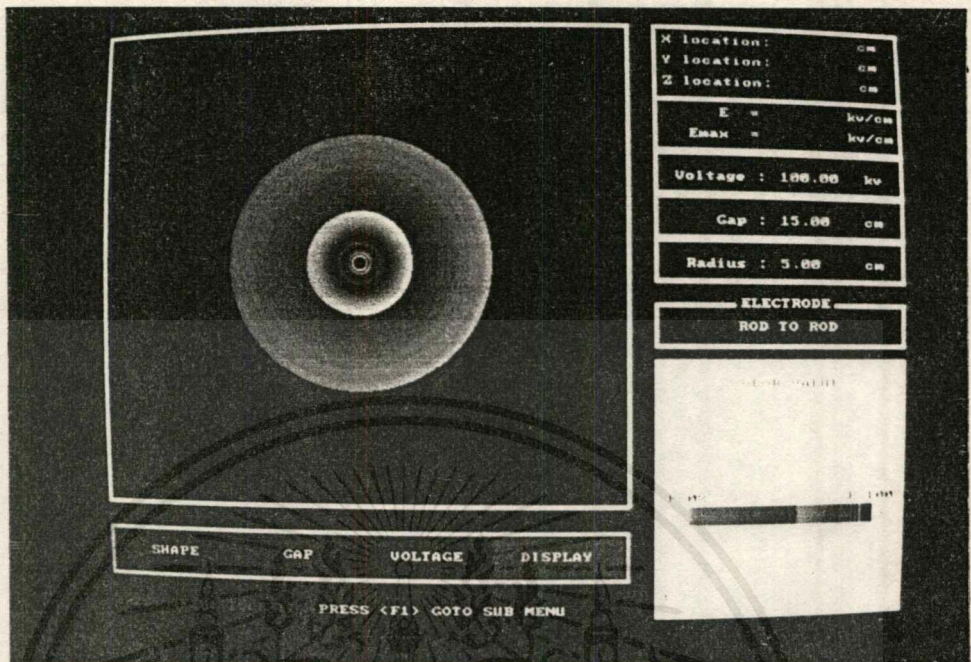 X location: cm
Y location: cm
Z location: cm
E = kv/cm
Emax = kv/cm
Voltage : 100.00 kv
Gap : 15.00 cm
Radius : 5.00 cm
ELECTRODE
ROD TO ROD
SHAPE GAP VOLTAGE DISPLAY
PRESS <F1> GOTO SUB MENU